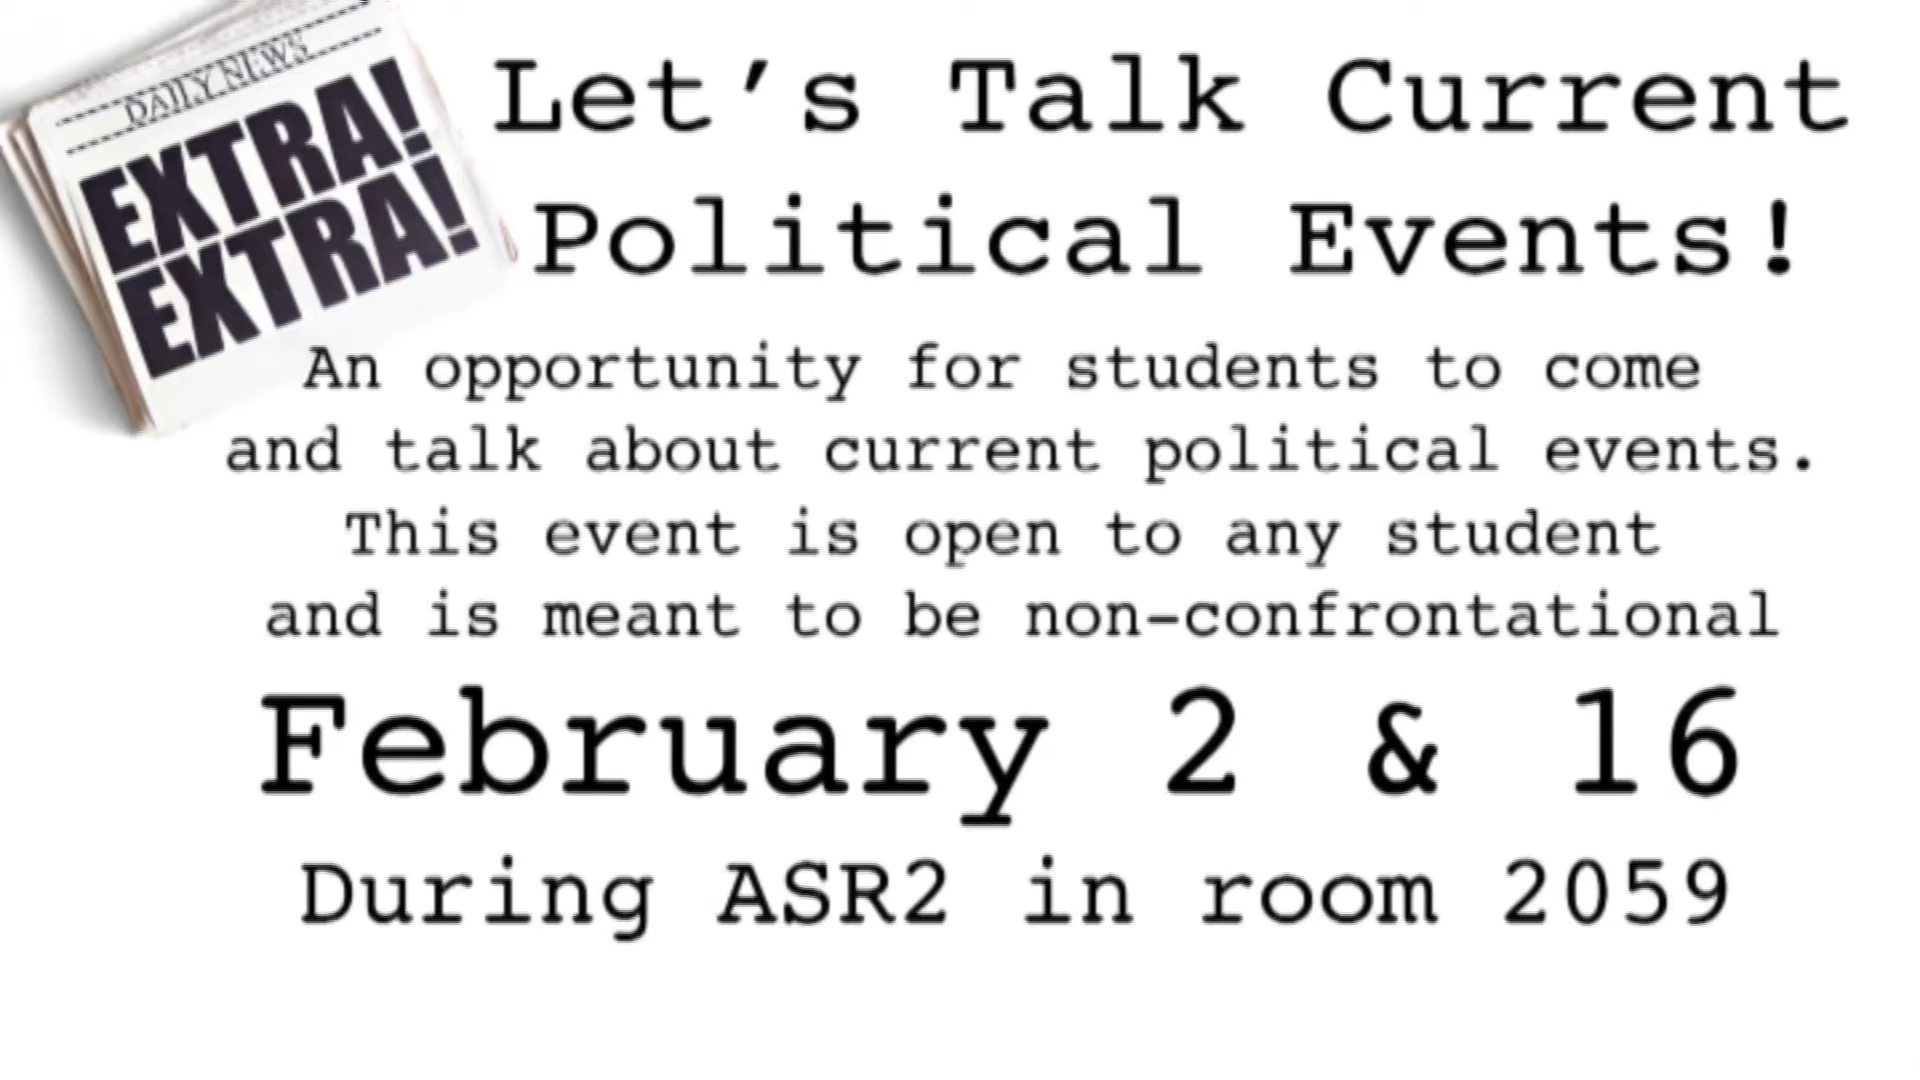 DAILY NEWS
EXTRA!
EXTRA!
Let's Talk Current
Political Events!
An opportunity for students to come
and talk about current political events.
This event is open to any student
and is meant to be non-confrontational
February 2 & 16
During ASR2 in room 2059